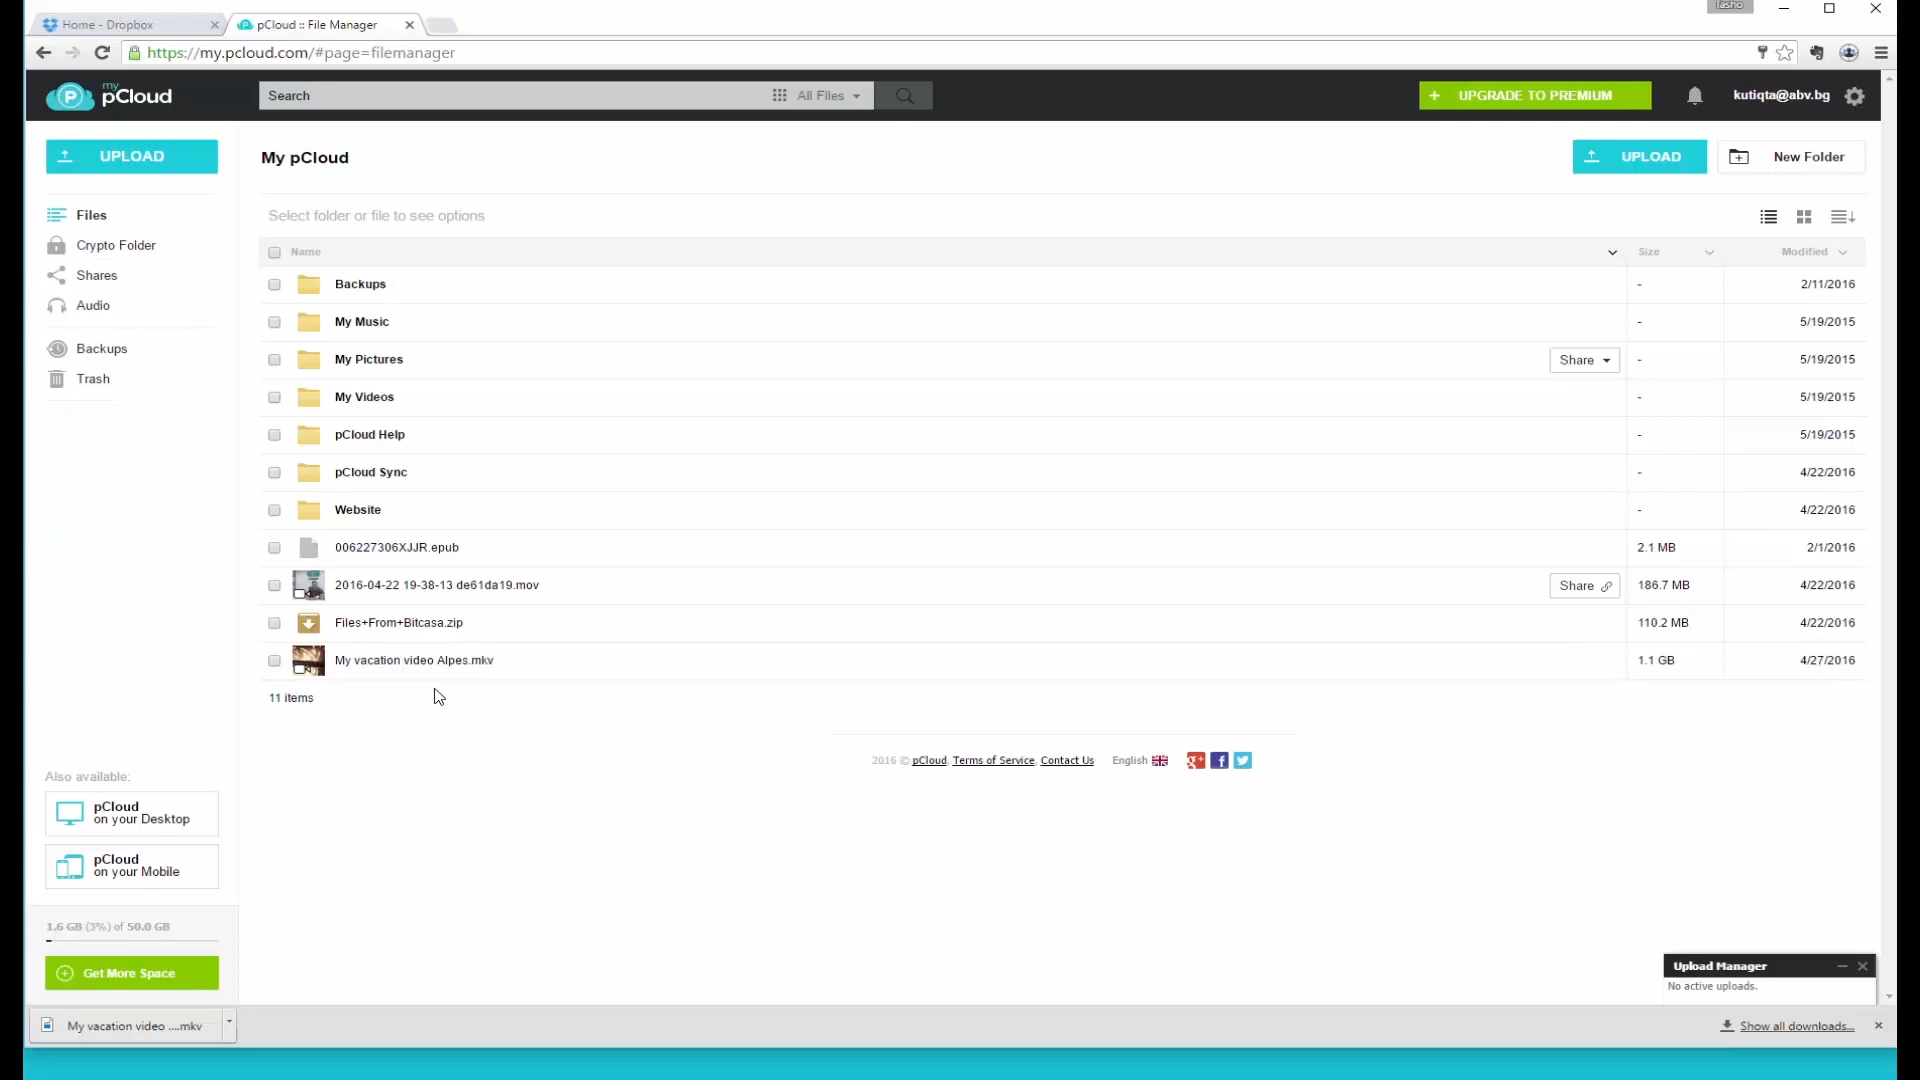 Tasho
Home - Dropbox
pCloud :: File Manager
https://my.pcloud.com/#page=filemanager
my
pCloud
Search
All Files
UPGRADE TO PREMIUM
kutiqta@abv.bg
UPLOAD
My pCloud
UPLOAD
New Folder
Files
Crypto Folder
Shares
Audio
Backups
Trash
Select folder or file to see options
Name Size Modified
Backups - 2/11/2016
My Music - 5/19/2015
My Pictures Share - 5/19/2015
My Videos - 5/19/2015
pCloud Help - 5/19/2015
pCloud Sync - 4/22/2016
Website - 4/22/2016
006227306XJJR.epub 2.1 MB 2/1/2016
2016-04-22 19-38-13 de61da19.mov Share 186.7 MB 4/22/2016
Files+From+Bitcasa.zip 110.2 MB 4/22/2016
My vacation video Alpes.mkv 1.1 GB 4/27/2016
11 items
2016 © pCloud, Terms of Service, Contact Us English
Also available:
pCloud
on your Desktop
pCloud
on your Mobile
1.6 GB (3%) of 50.0 GB
Get More Space
Upload Manager
No active uploads.
My vacation video ....mkv
Show all downloads...